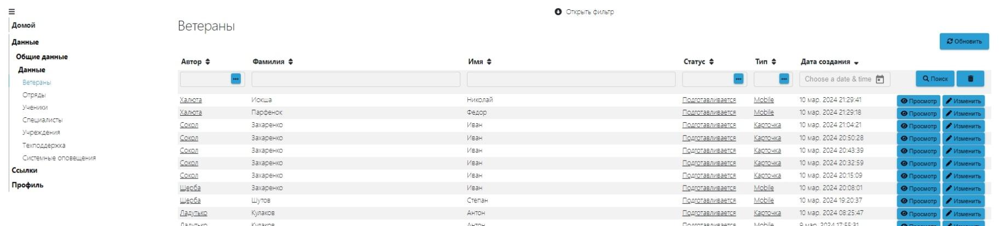 Открыть фильтр
Домой
Ветераны
Данные
Обновить
Общие данные
Автор Фамилия Имя Статус Тип Дата создания
Данные
Ветераны
Choose a date & time Поиск
Отряды
Халюта Иокша Николай Подготавливается Mobile 10 мар. 2024 21:29:41 Просмотр Изменить
Ученики
Халюта Парфенок Федор Подготавливается Mobile 10 мар. 2024 21:29:18 Просмотр Изменить
Специалисты
Сокол Захаренко Иван Подготавливается Карточка 10 мар. 2024 21:04:21 Просмотр Изменить
Учреждения
Сокол Захаренко Иван Подготавливается Карточка 10 мар. 2024 20:50:28 Просмотр Изменить
Техподдержка
Сокол Захаренко Иван Подготавливается Карточка 10 мар. 2024 20:43:39 Просмотр Изменить
Системные оповещения
Сокол Захаренко Иван Подготавливается Карточка 10 мар. 2024 20:32:59 Просмотр Изменить
Ссылки
Сокол Захаренко Иван Подготавливается Карточка 10 мар. 2024 20:15:09 Просмотр Изменить
Профиль
Щерба Захаренко Иван Подготавливается Mobile 10 мар. 2024 20:08:01 Просмотр Изменить
Щерба Шутов Степан Подготавливается Mobile 10 мар. 2024 19:20:37 Просмотр Изменить
Ладутько Кулаков Антон Подготавливается Карточка 10 мар. 2024 08:25:47 Просмотр Изменить
Ладутько Кулаков Антон Подготавливается Mobile 9 мар. 2024 17:55:31